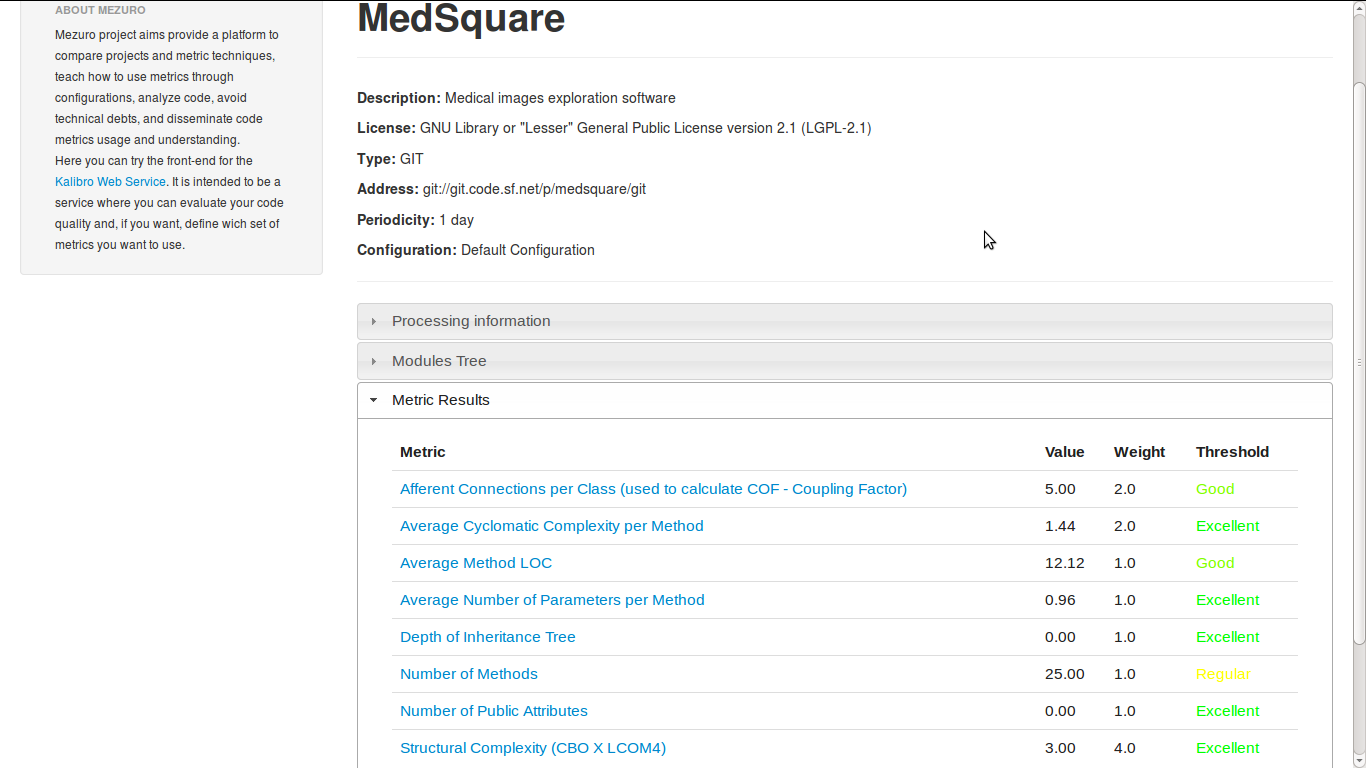 ABOUT MEZURO
Mezuro project aims provide a platform to
compare projects and metric techniques,
teach how to use metrics through
configurations, analyze code, avoid
technical debts, and disseminate code
metrics usage and understanding.
Here you can try the front-end for the
Kalibro Web Service. It is intended to be a
service where you can evaluate your code
quality and, if you want, define wich set of
metrics you want to use.
MedSquare
Description: Medical images exploration software
License: GNU Library or "Lesser" General Public License version 2.1 (LGPL-2.1)
Type: GIT
Address: git://git.code.sf.net/p/medsquare/git
Periodicity: 1 day
Configuration: Default Configuration
Processing information
Modules Tree
Metric Results
Metric Value Weight Threshold
Afferent Connections per Class (used to calculate COF - Coupling Factor) 5.00 2.0 Good
Average Cyclomatic Complexity per Method 1.44 2.0 Excellent
Average Method LOC 12.12 1.0 Good
Average Number of Parameters per Method 0.96 1.0 Excellent
Depth of Inheritance Tree 0.00 1.0 Excellent
Number of Methods 25.00 1.0 Regular
Number of Public Attributes 0.00 1.0 Excellent
Structural Complexity (CBO X LCOM4) 3.00 4.0 Excellent